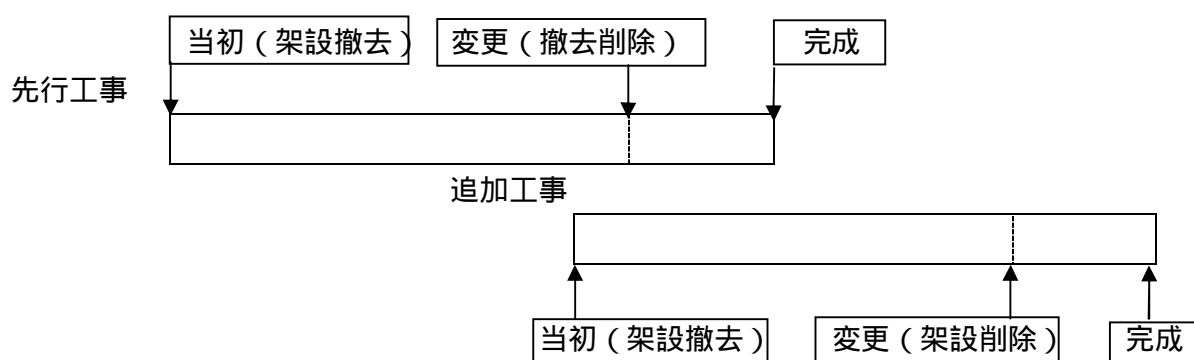 当初(架設撤去)
変更(撤去削除)
完成
先行工事
追加工事
当初(架設撤去)
変更(架設削除)
完成